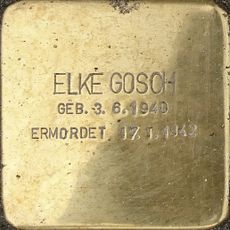 ELKE GOSCH
GEB. 3. 6. 1940
ERMORDET 17. 1. 1942